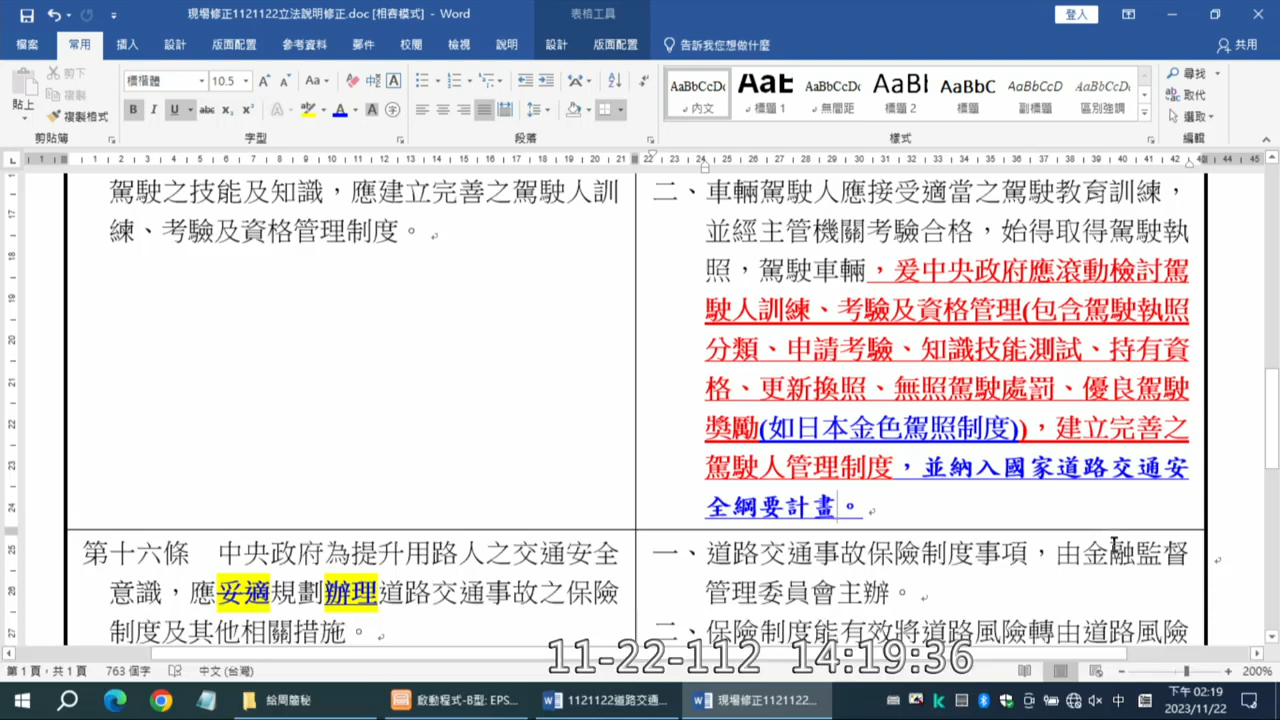 現場修正1121122立法說明修正.doc [相容模式] - Word
表格工具
登入
檔案 常用 插入 設計 版面配置 參考資料 郵件 校閱 檢視 說明 設計 版面配置 告訴我您想做什麼 共用
貼上 剪下 複製 複製格式
標楷體 10.5
AaBbCcDc AaB AaBbCcDc AaBb AaBbC AaBbCcD AaBbCcDc
內文 標題 1 無間距 標題 2 標題 副標題 區別強調
尋找 取代 選取
剪貼簿 字型 段落 樣式 編輯
駕駛之技能及知識，應建立完善之駕駛人訓
練、考驗及資格管理制度。
二、車輛駕駛人應接受適當之駕駛教育訓練，
並經主管機關考驗合格，始得取得駕駛執
照，駕駛車輛，爰中央政府應滾動檢討駕
駛人訓練、考驗及資格管理(包含駕駛執照
分類、申請考驗、知識技能測試、持有資
格、更新換照、無照駕駛處罰、優良駕駛
獎勵(如日本金色駕照制度))，建立完善之
駕駛人管理制度，並納入國家道路交通安
全綱要計畫。
第十六條　中央政府為提升用路人之交通安全
意識，應妥適規劃辦理道路交通事故之保險
制度及其他相關措施。
一、道路交通事故保險制度事項，由金融監督
管理委員會主辦。
二、保險制度能有效將道路風險轉由道路風險
11-22-112 14:19:36
第 1 頁，共 1 頁 763 個字 中文 (台灣) 200%
給周簡秘 啟動程式-B型: EPS... 1121122道路交通... 現場修正1121122... 中 下午 02:19
2023/11/22